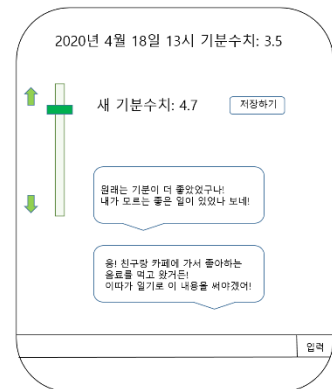 2020년 4월 18일 13시 기분수치: 3.5
새 기분수치: 4.7
저장하기
원래는 기분이 더 좋았었구나!
내가 모르는 좋은 일이 있었나 보네!
응! 친구랑 카페에 가서 좋아하는
음료를 먹고 왔거든!
이따가 일기로 이 내용을 써야겠어!
입력